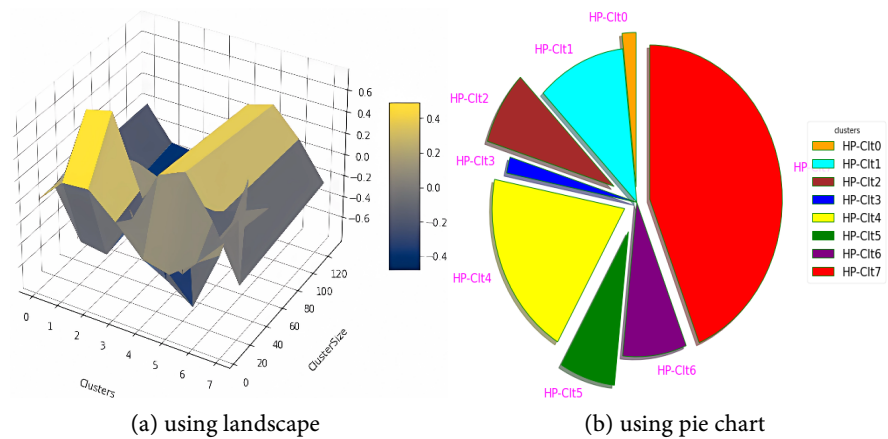 HP-Clt0
HP-Clt1
HP-Clt2
HP-Clt3
HP-Clt4
HP-Clt5
HP-Clt6
HP
clusters
HP-Clt0
HP-Clt1
HP-Clt2
HP-Clt3
HP-Clt4
HP-Clt5
HP-Clt6
HP-Clt7
0.6
0.4
0.2
0.0
−0.2
−0.4
−0.6
0.4
0.2
0.0
−0.2
−0.4
0 1 2 3 4 5 6 7
Clusters
0 20 40 60 80 100 120
ClusterSize
(a) using landscape
(b) using pie chart